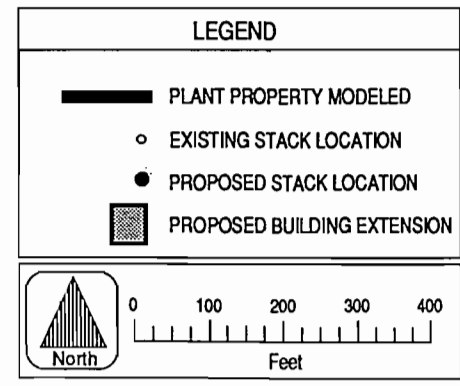 LEGEND
PLANT PROPERTY MODELED
EXISTING STACK LOCATION
PROPOSED STACK LOCATION
PROPOSED BUILDING EXTENSION
0 100 200 300 400
North
Feet